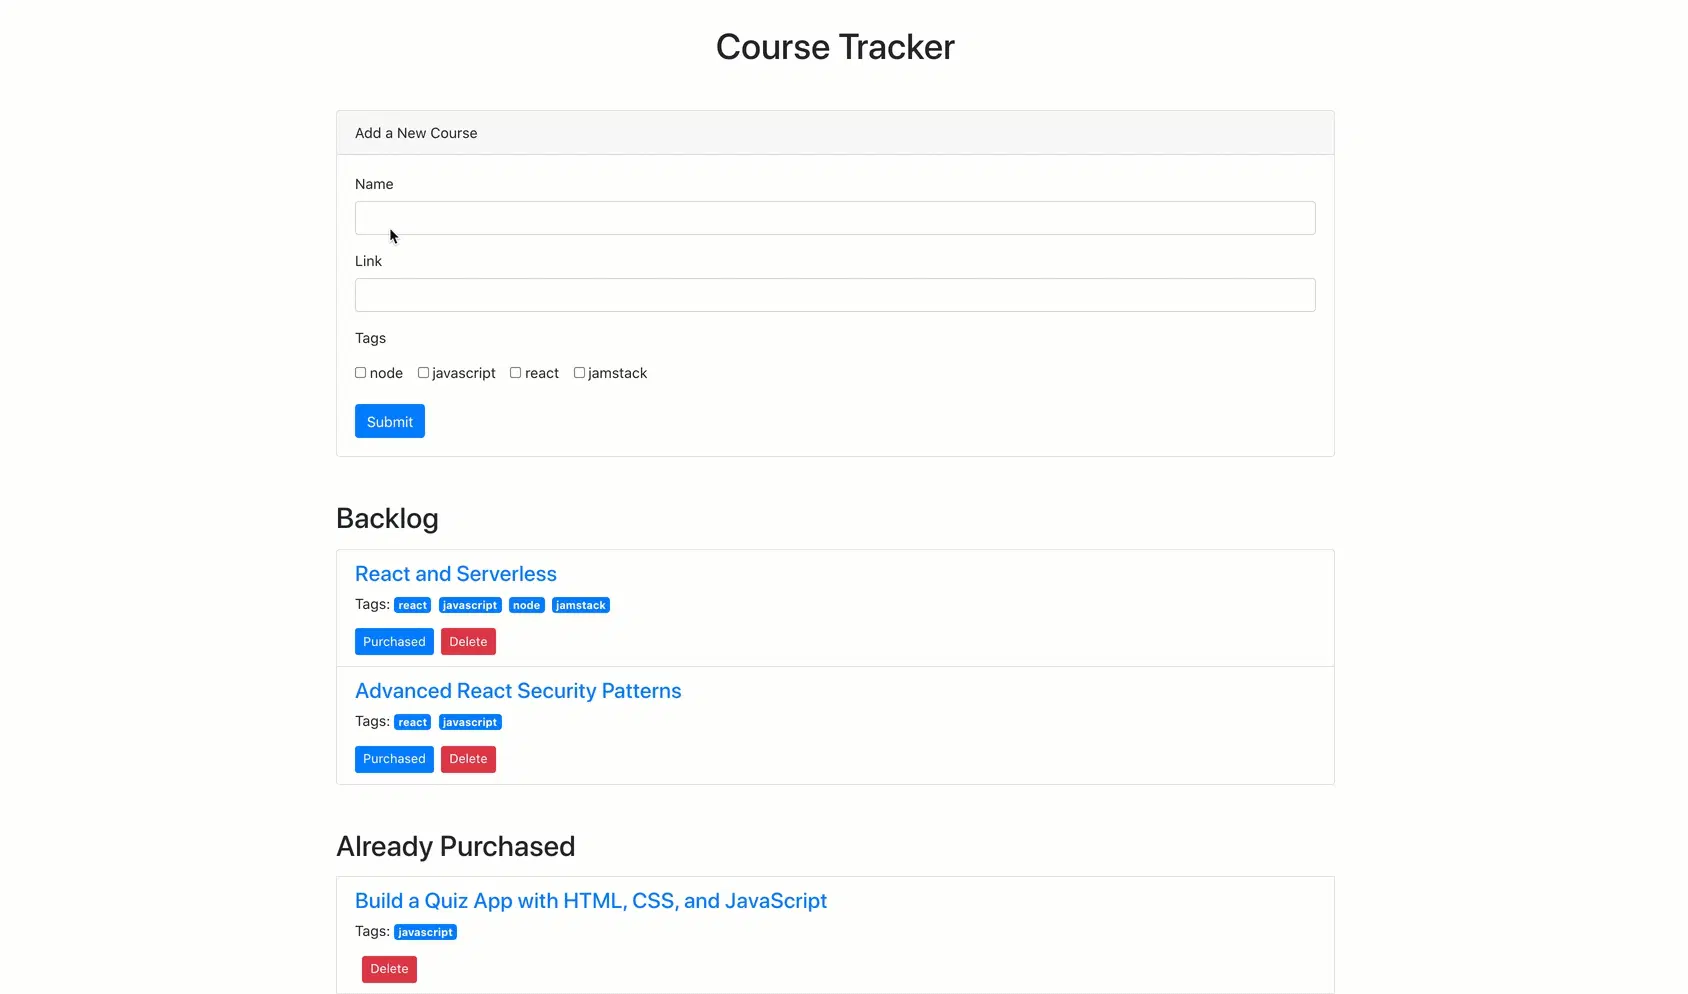 Course Tracker
Add a New Course
Name
Link
Tags
node javascript react jamstack
Submit
Backlog
React and Serverless
Tags: react javascript node jamstack
Purchased Delete
Advanced React Security Patterns
Tags: react javascript
Purchased Delete
Already Purchased
Build a Quiz App with HTML, CSS, and JavaScript
Tags: javascript
Delete